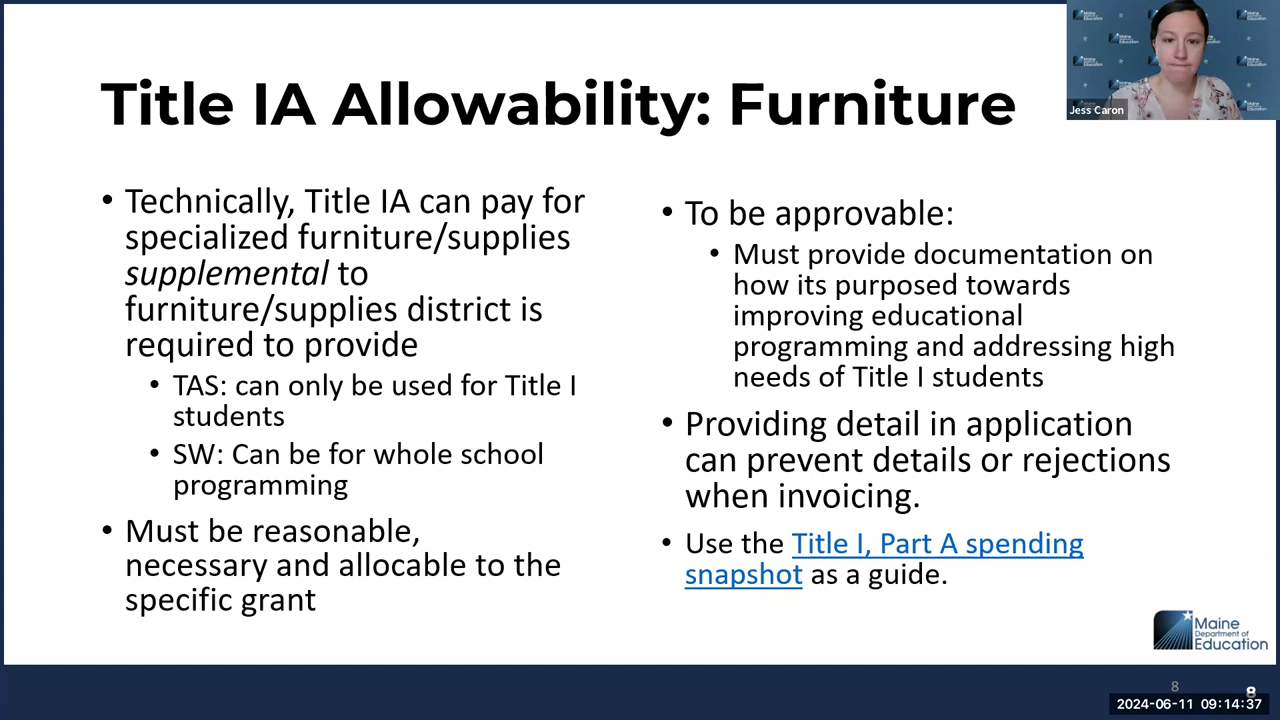 Title IA Allowability: Furniture
• Technically, Title IA can pay for
specialized furniture/supplies
supplemental to
furniture/supplies district is
required to provide
• TAS: can only be used for Title I
students
• SW: Can be for whole school
programming
• Must be reasonable,
necessary and allocable to the
specific grant
• To be approvable:
• Must provide documentation on
how its purposed towards
improving educational
programming and addressing high
needs of Title I students
• Providing detail in application
can prevent details or rejections
when invoicing.
• Use the Title I, Part A spending
snapshot as a guide.
Jess Caron
Maine
Department of
Education
8
8
2024-06-11 09:14:37